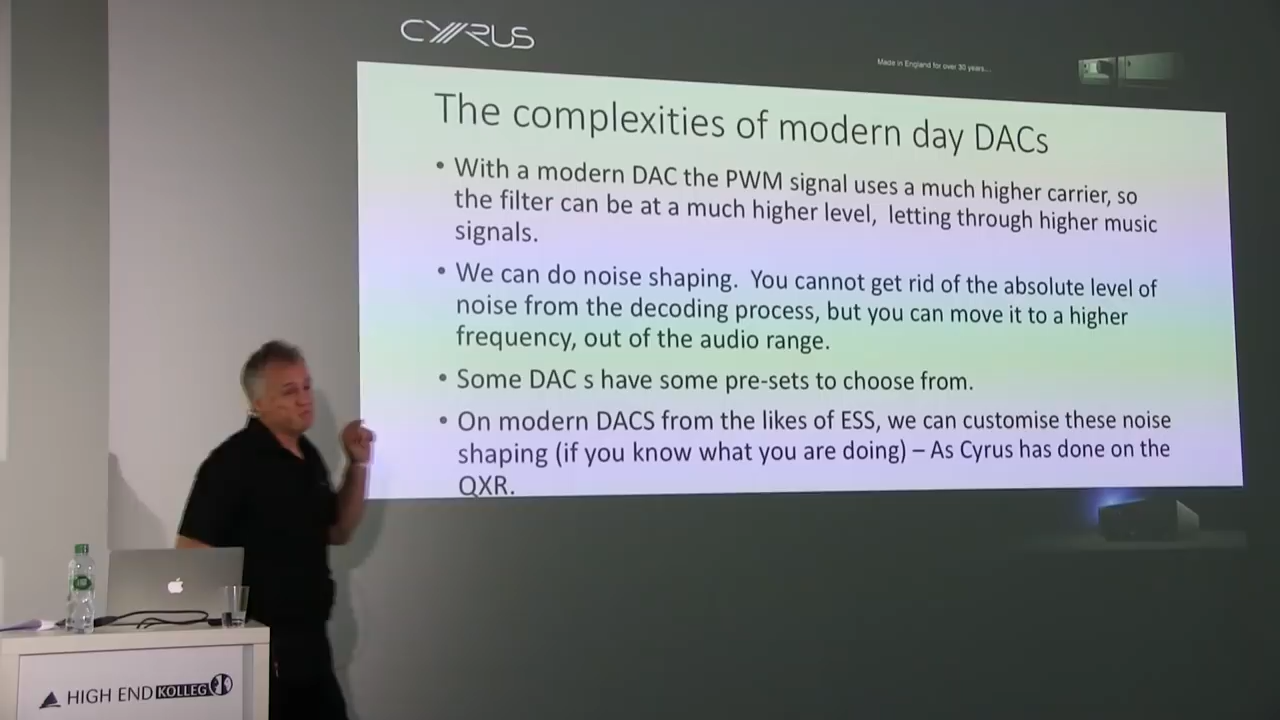 CYRUS
Made in England for over 30 years...
The complexities of modern day DACs
• With a modern DAC the PWM signal uses a much higher carrier, so
the filter can be at a much higher level, letting through higher music
signals.
• We can do noise shaping. You cannot get rid of the absolute level of
noise from the decoding process, but you can move it to a higher
frequency, out of the audio range.
• Some DAC s have some pre-sets to choose from.
• On modern DACS from the likes of ESS, we can customise these noise
shaping (if you know what you are doing) – As Cyrus has done on the
QXR.
HIGH END KOLLEG